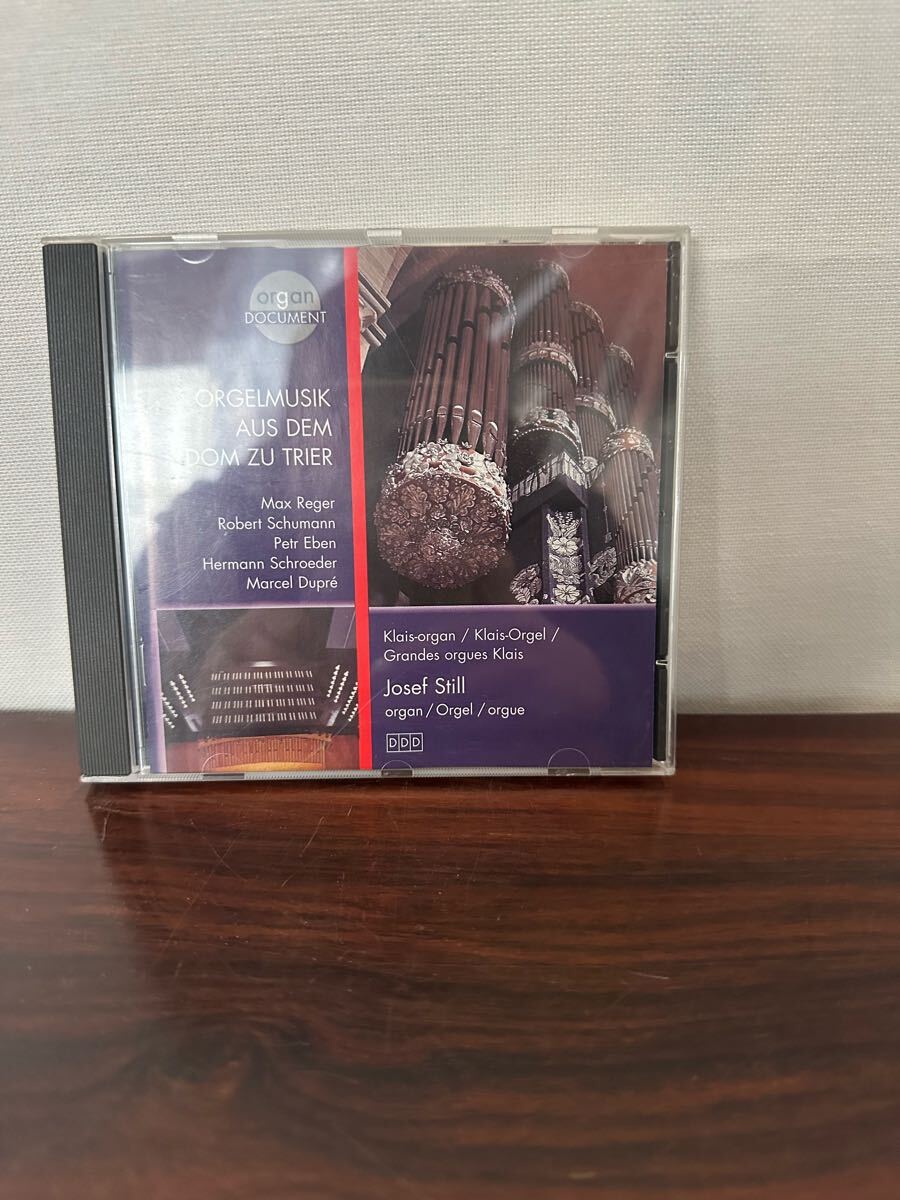 organ
DOCUMENT
ORGELMUSIK
AUS DEM
DOM ZU TRIER
Max Reger
Robert Schumann
Petr Eben
Hermann Schroeder
Marcel Dupré
Klais-organ / Klais-Orgel /
Grandes orgues Klais
Josef Still
organ / Orgel / orgue
DDD